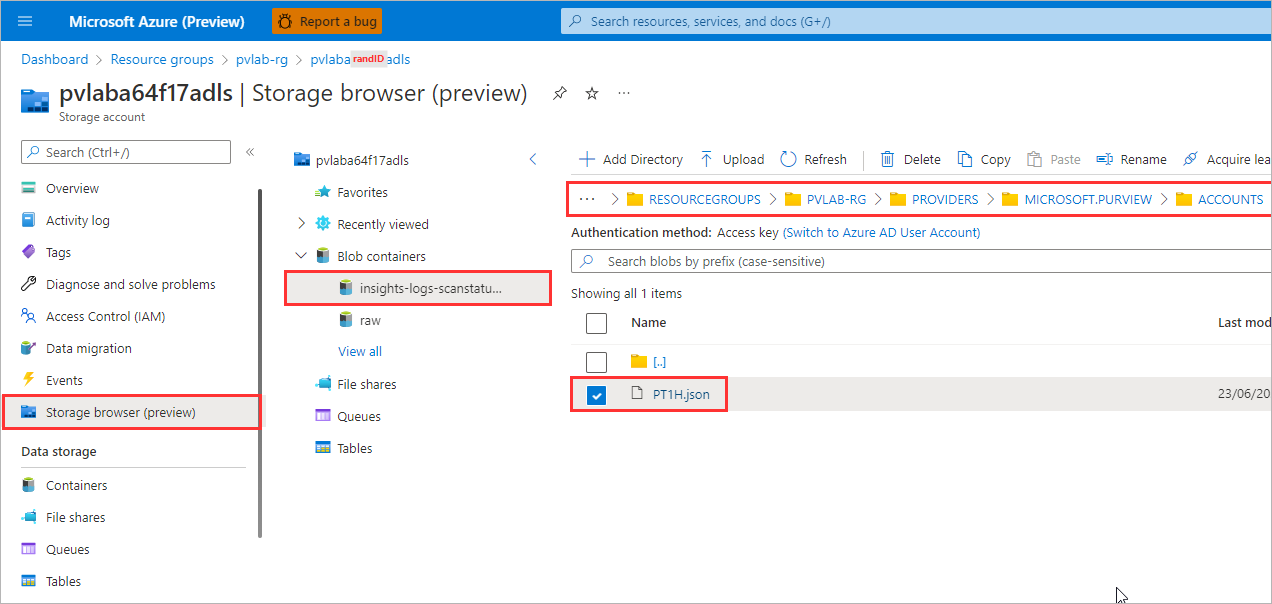 Microsoft Azure (Preview) Report a bug Search resources, services, and docs (G+/)
Dashboard > Resource groups > pvlab-rg > pvlaba randID adls
pvlaba64f17adls | Storage browser (preview) ...
Storage account
Search (Ctrl+/) «
Overview
Activity log
Tags
Diagnose and solve problems
Access Control (IAM)
Data migration
Events
Storage browser (preview)
Data storage
Containers
File shares
Queues
Tables
pvlaba64f17adls
Favorites
Recently viewed
Blob containers
insights-logs-scanstatu...
raw
View all
File shares
Queues
Tables
Add Directory Upload Refresh Delete Copy Paste Rename Acquire lea
... > RESOURCEGROUPS > PVLAB-RG > PROVIDERS > MICROSOFT.PURVIEW > ACCOUNTS
Authentication method: Access key (Switch to Azure AD User Account)
Search blobs by prefix (case-sensitive)
Showing all 1 items
Name Last mod
[..]
PT1H.json 23/06/20